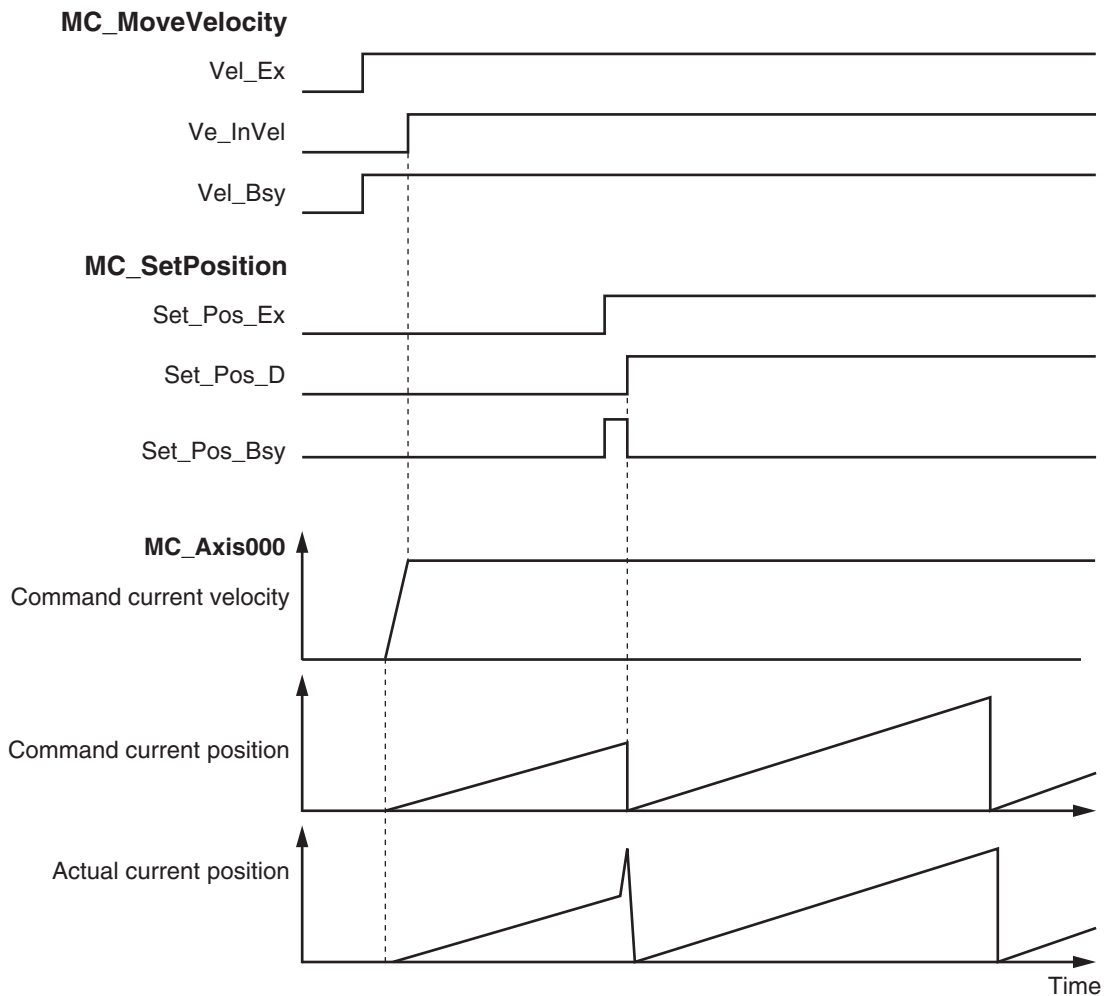 MC_MoveVelocity
Vel_Ex
Ve_InVel
Vel_Bsy
MC_SetPosition
Set_Pos_Ex
Set_Pos_D
Set_Pos_Bsy
MC_Axis000
Command current velocity
Command current position
Actual current position
Time